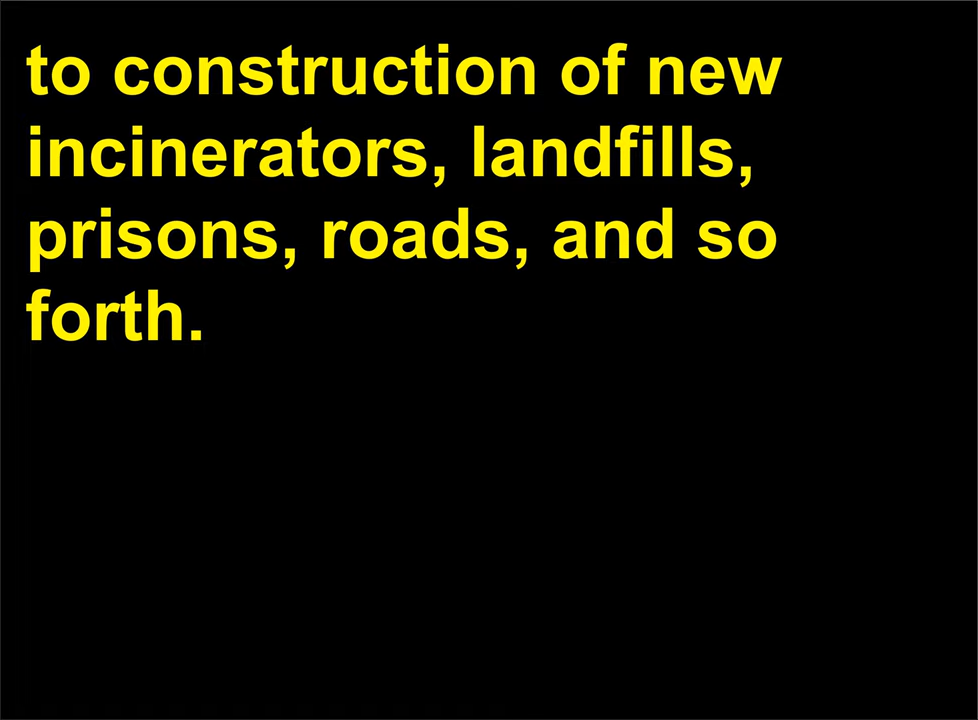 to construction of new
incinerators, landfills,
prisons, roads, and so
forth.